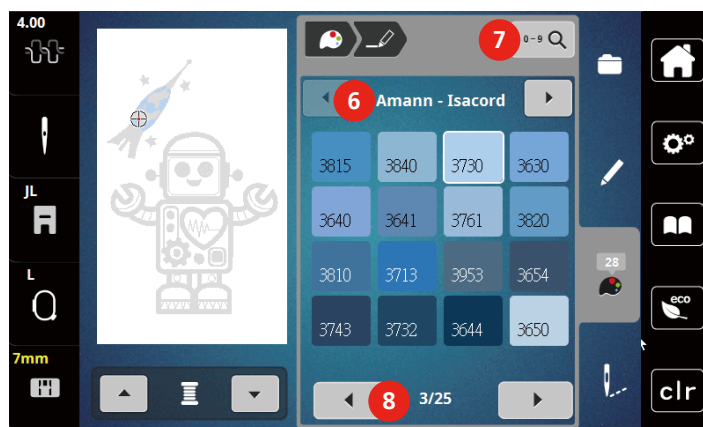 4.00
7
0-9
6
Amann - Isacord
3815 3840 3730 3630
JL
3640 3641 3761 3820
28
3810 3713 3953 3654
L
eco
3743 3732 3644 3650
7mm
8
3/25
clr